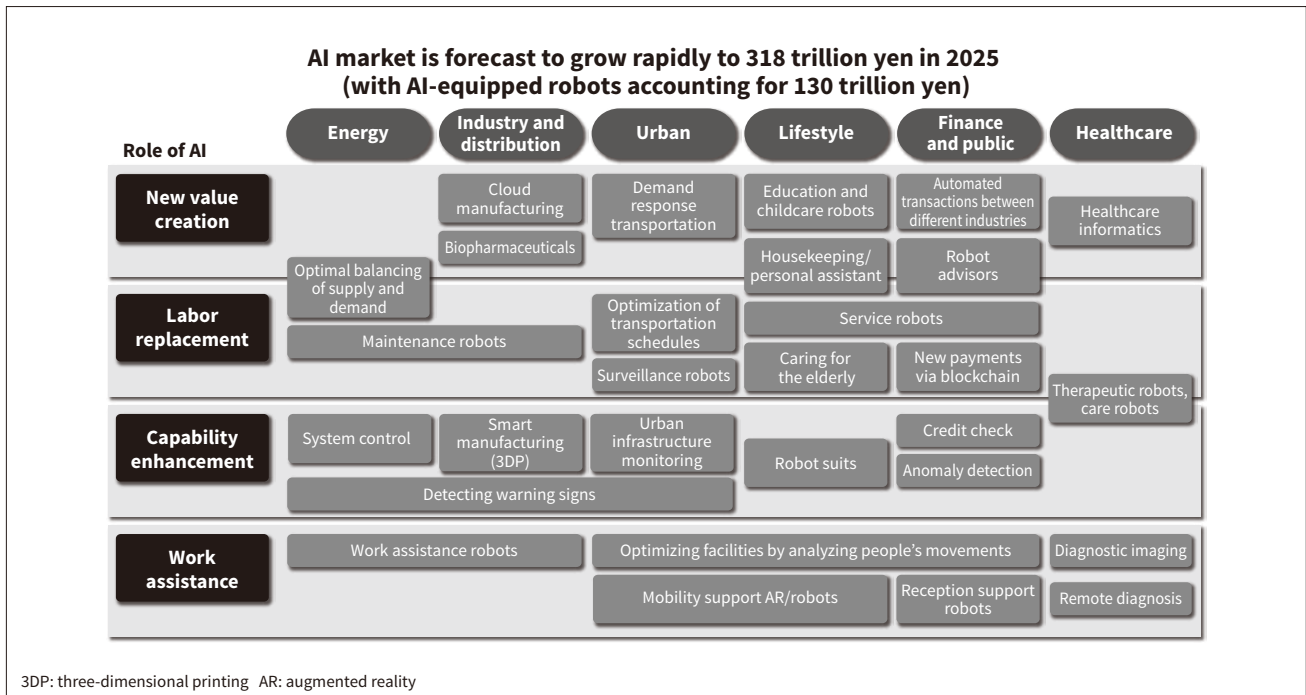 AI market is forecast to grow rapidly to 318 trillion yen in 2025
(with AI-equipped robots accounting for 130 trillion yen)
Role of AI
Energy
Industry and
distribution
Urban
Lifestyle
Finance
and public
Healthcare
New value
creation
Cloud
manufacturing
Biopharmaceuticals
Demand
response
transportation
Education and
childcare robots
Housekeeping/
personal assistant
Automated
transactions between
different industries
Robot
advisors
Healthcare
informatics
Optimal balancing
of supply and
demand
Labor
replacement
Maintenance robots
Optimization of
transportation
schedules
Surveillance robots
Service robots
Caring for
the elderly
New payments
via blockchain
Therapeutic robots,
care robots
Capability
enhancement
System control
Smart
manufacturing
(3DP)
Urban
infrastructure
monitoring
Robot suits
Credit check
Anomaly detection
Detecting warning signs
Work
assistance
Work assistance robots
Optimizing facilities by analyzing people’s movements
Diagnostic imaging
Mobility support AR/robots
Reception support
robots
Remote diagnosis
3DP: three-dimensional printing AR: augmented reality